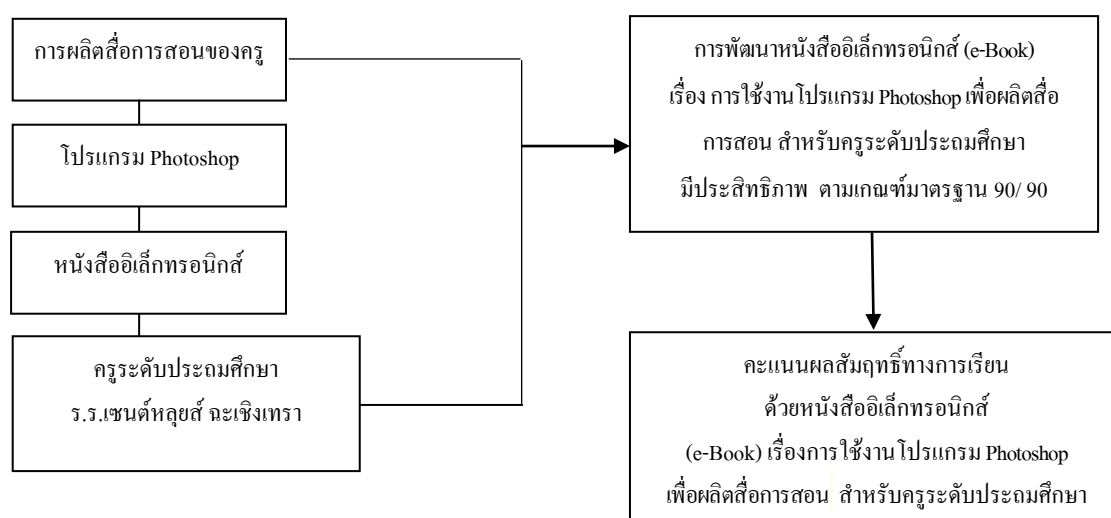 การผลิตสื่อการสอนของครู
โปรแกรม Photoshop
หนังสืออิเล็กทรอนิกส์
ครูระดับประถมศึกษา
ร.ร.เซนต์หลุยส์ ฉะเชิงเทรา
การพัฒนาหนังสืออิเล็กทรอนิกส์ (e-Book)
เรื่อง การใช้งานโปรแกรม Photoshop เพื่อผลิตสื่อ
การสอน สำหรับครูระดับประถมศึกษา
มีประสิทธิภาพ ตามเกณฑ์มาตรฐาน 90/ 90
คะแนนผลสัมฤทธิ์ทางการเรียน
ด้วยหนังสืออิเล็กทรอนิกส์
(e-Book) เรื่องการใช้งานโปรแกรม Photoshop
เพื่อผลิตสื่อการสอน สำหรับครูระดับประถมศึกษา